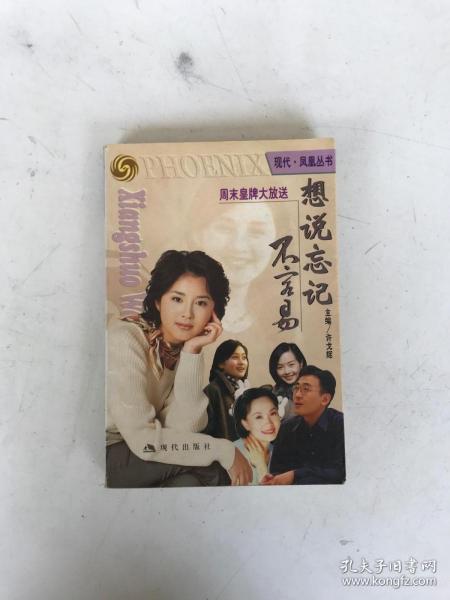 PHOENIX
现代·凤凰丛书
周末皇牌大放送
想说忘记
不容易
主编/许戈辉
Xiangshuo W
现代出版社
孔夫子旧书网
www.kongfz.com